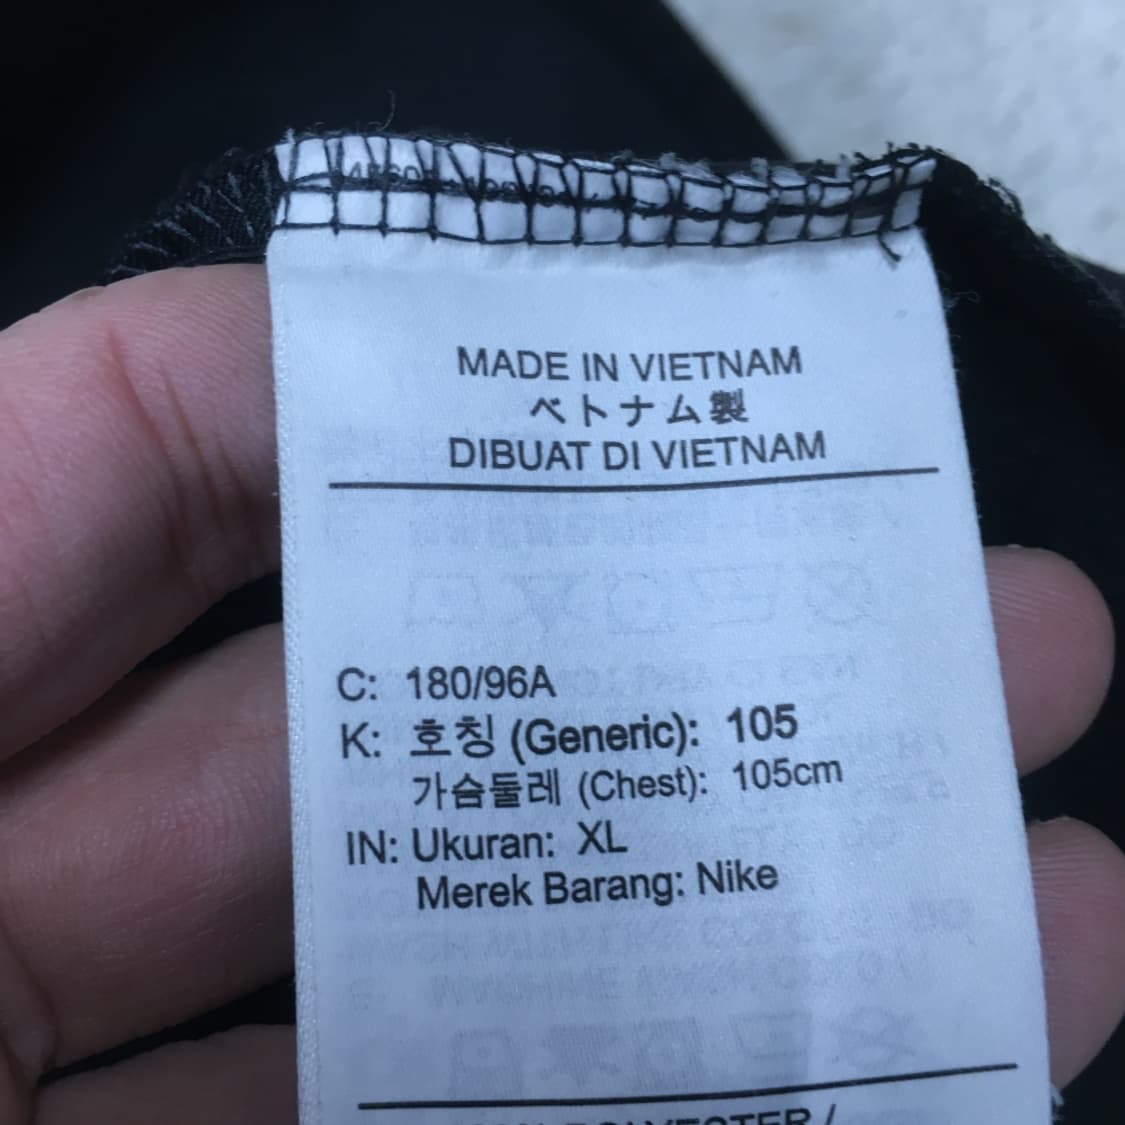 MADE IN VIETNAM
ベトナム製
DIBUAT DI VIETNAM
C: 180/96A
K: 호칭 (Generic): 105
가슴둘레 (Chest): 105cm
IN: Ukuran: XL
Merek Barang: Nike
POLYESTER /